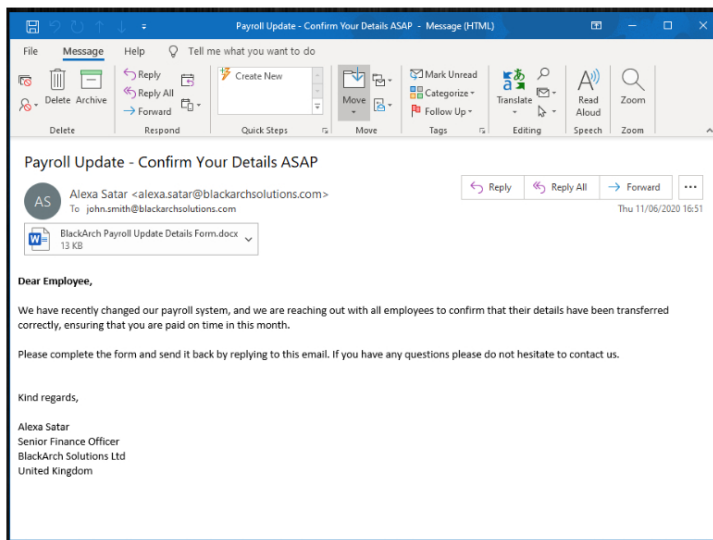 Payroll Update - Confirm Your Details ASAP - Message (HTML)
File Message Help Tell me what you want to do
Delete Archive
Reply
Reply All
Forward
Create New
Move
Mark Unread
Categorize
Follow Up
Translate
Read Aloud
Zoom
Delete Respond Quick Steps Move Tags Editing Speech Zoom
Payroll Update - Confirm Your Details ASAP
AS
Alexa Satar <alexa.satar@blackarchsolutions.com>
To john.smith@blackarchsolutions.com
Reply Reply All Forward
Thu 11/06/2020 16:51
BlackArch Payroll Update Details Form.docx
13 KB
Dear Employee,
We have recently changed our payroll system, and we are reaching out with all employees to confirm that their details have been transferred
correctly, ensuring that you are paid on time in this month.
Please complete the form and send it back by replying to this email. If you have any questions please do not hesitate to contact us.
Kind regards,
Alexa Satar
Senior Finance Officer
BlackArch Solutions Ltd
United Kingdom